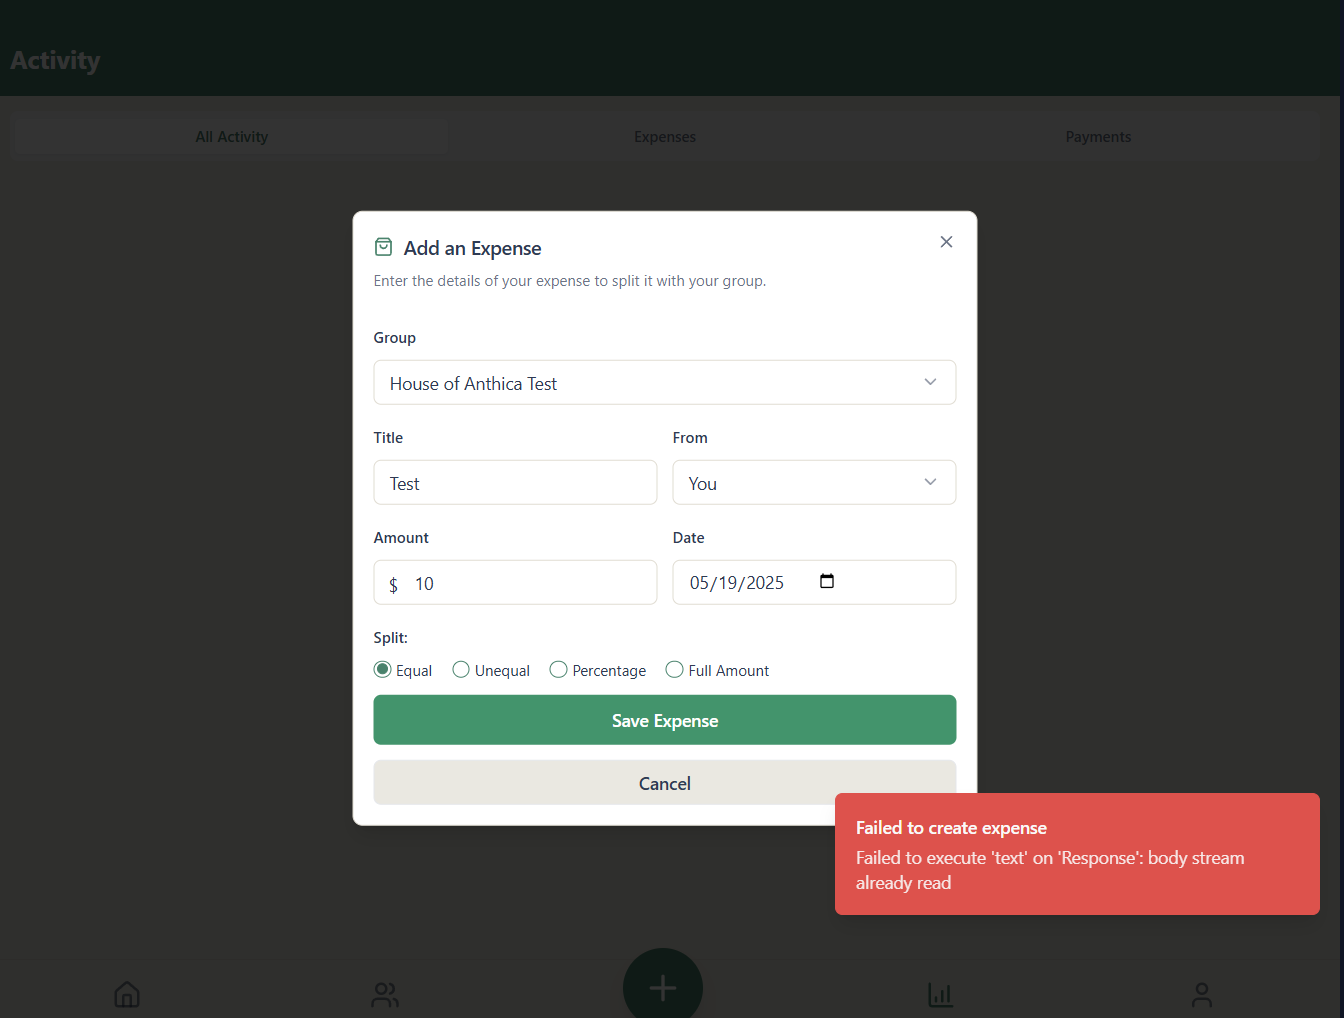 Activity
All Activity
Expenses
Payments
Add an Expense
Enter the details of your expense to split it with your group.
Group
House of Anthica Test
Title
From
Test
You
Amount
Date
$ 10
05/19/2025
Split:
Equal
Unequal
Percentage
Full Amount
Save Expense
Cancel
Failed to create expense
Failed to execute 'text' on 'Response': body stream
already read